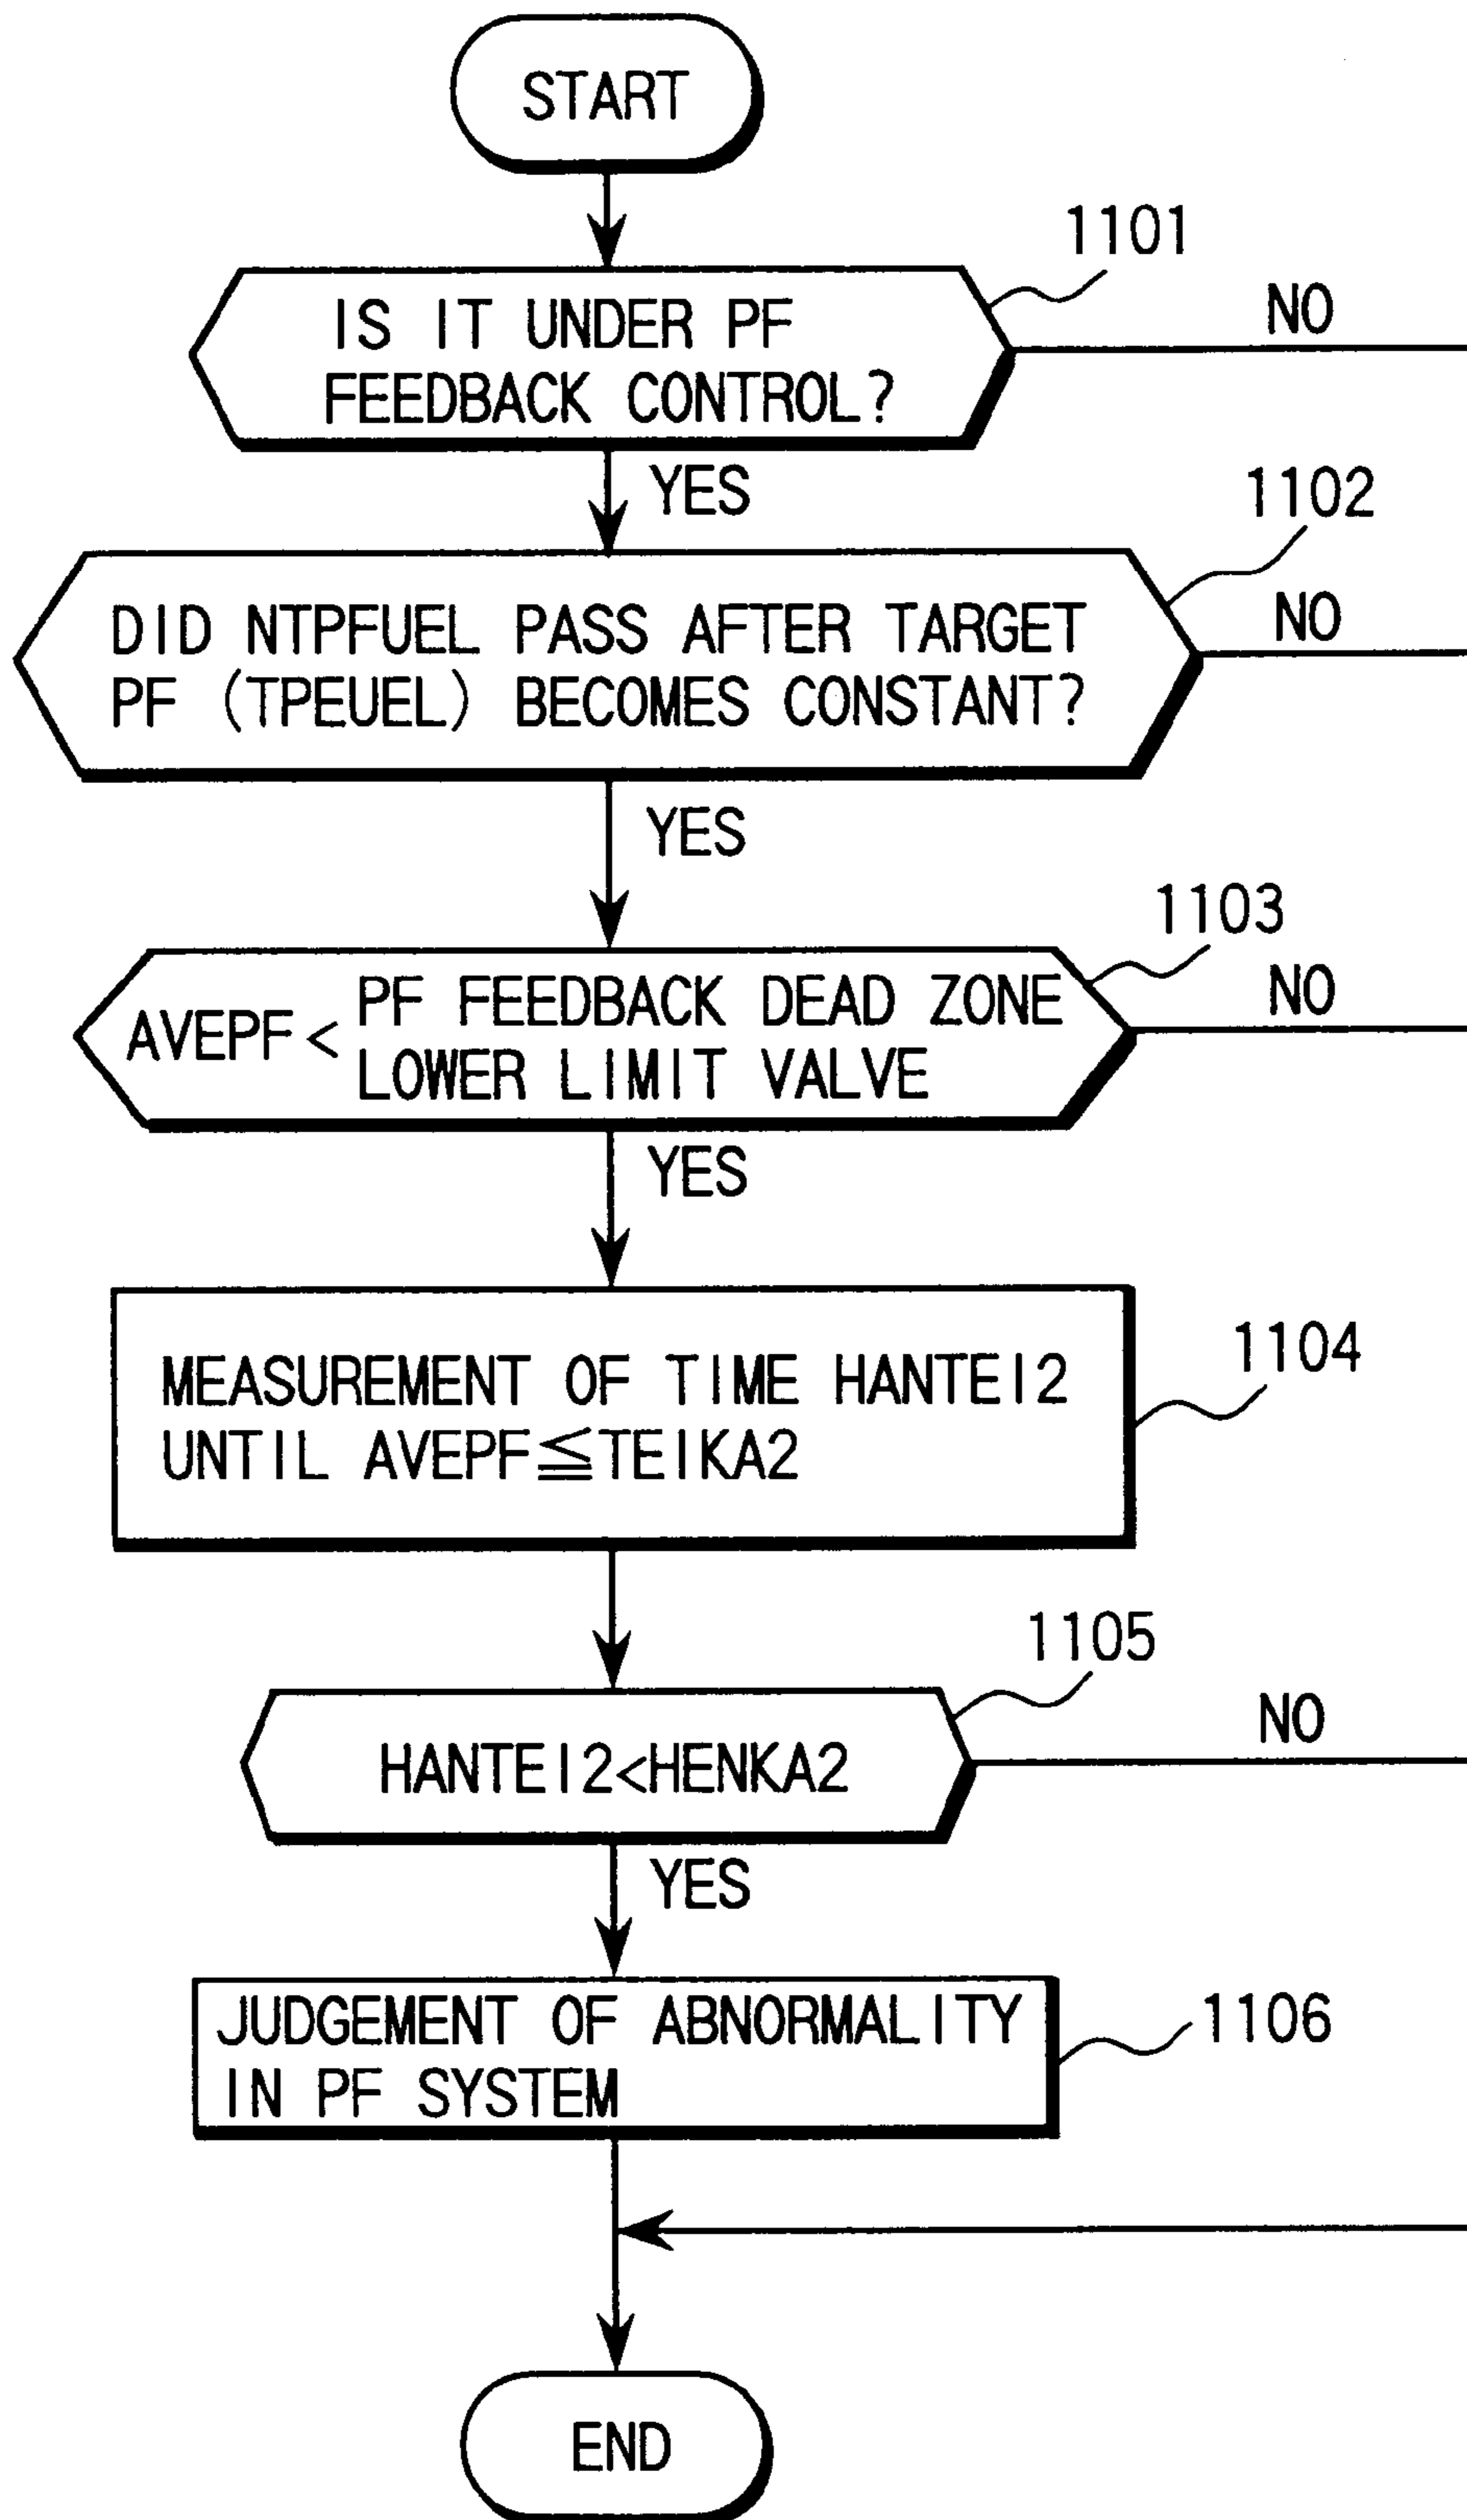 START
1101
IS IT UNDER PF
FEEDBACK CONTROL?
NO
YES
1102
DID NTPFUEL PASS AFTER TARGET
PF (TPEUEL) BECOMES CONSTANT?
NO
YES
1103
AVEPF < PF FEEDBACK DEAD ZONE
LOWER LIMIT VALVE
NO
YES
1104
MEASUREMENT OF TIME HANTEI2
UNTIL AVEPF≦TEIKA2
1105
HANTEI2<HENKA2
NO
YES
1106
JUDGEMENT OF ABNORMALITY
IN PF SYSTEM
END